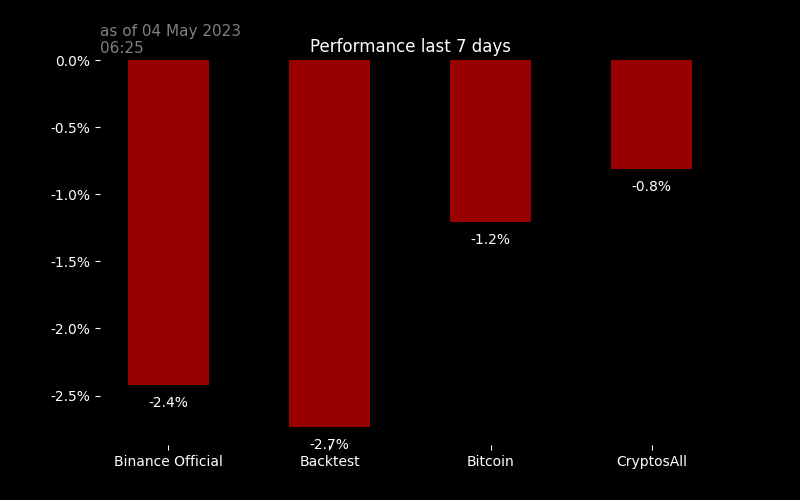 as of 04 May 2023
06:25
Performance last 7 days
0.0%
-0.5%
-1.0%
-1.5%
-2.0%
-2.5%
-2.4%
-2.7%
-1.2%
-0.8%
Binance Official
Backtest
Bitcoin
CryptosAll